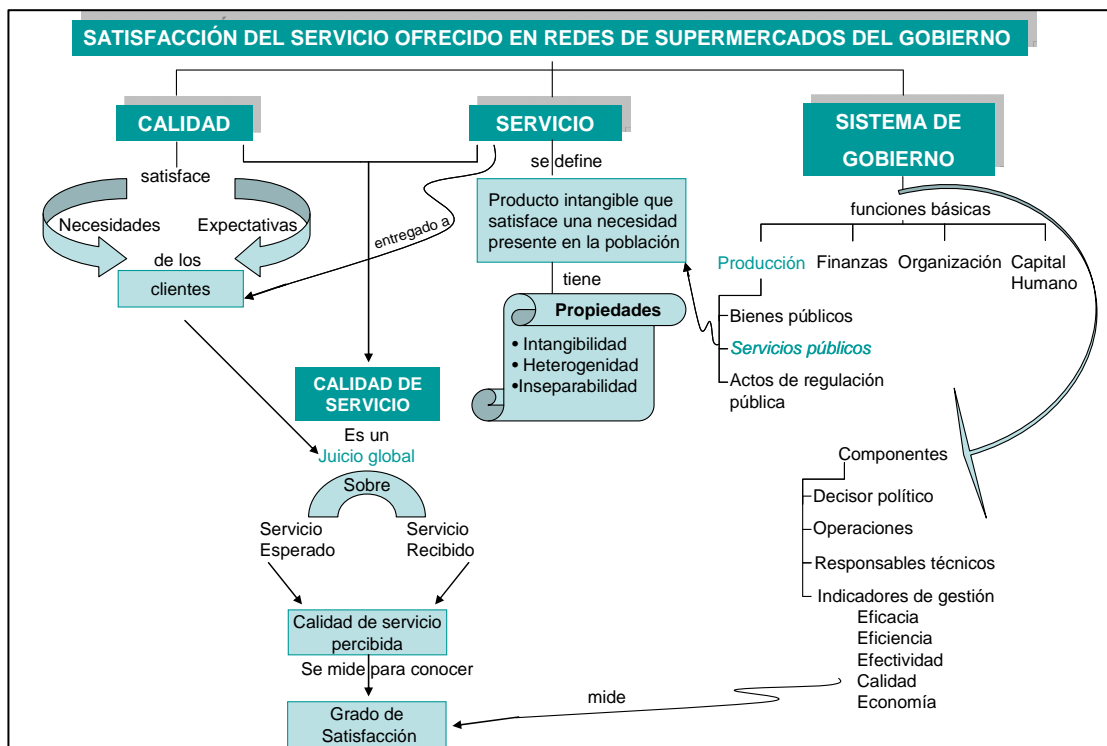 SATISFACCIÓN DEL SERVICIO OFRECIDO EN REDES DE SUPERMERCADOS DEL GOBIERNO
CALIDAD
SERVICIO
SISTEMA DE
GOBIERNO
satisface
Necesidades
Expectativas
de los
clientes
entregado a
se define
Producto intangible que
satisface una necesidad
presente en la población
tiene
Propiedades
• Intangibilidad
• Heterogenidad
•Inseparabilidad
funciones básicas
Producción
Finanzas
Organización
Capital
Humano
Bienes públicos
Servicios públicos
Actos de regulación
pública
CALIDAD DE
SERVICIO
Es un
Juicio global
Sobre
Servicio
Esperado
Servicio
Recibido
Calidad de servicio
percibida
Se mide para conocer
Grado de
Satisfacción
Componentes
Decisor político
Operaciones
Responsables técnicos
Indicadores de gestión
Eficacia
Eficiencia
Efectividad
Calidad
Economía
mide